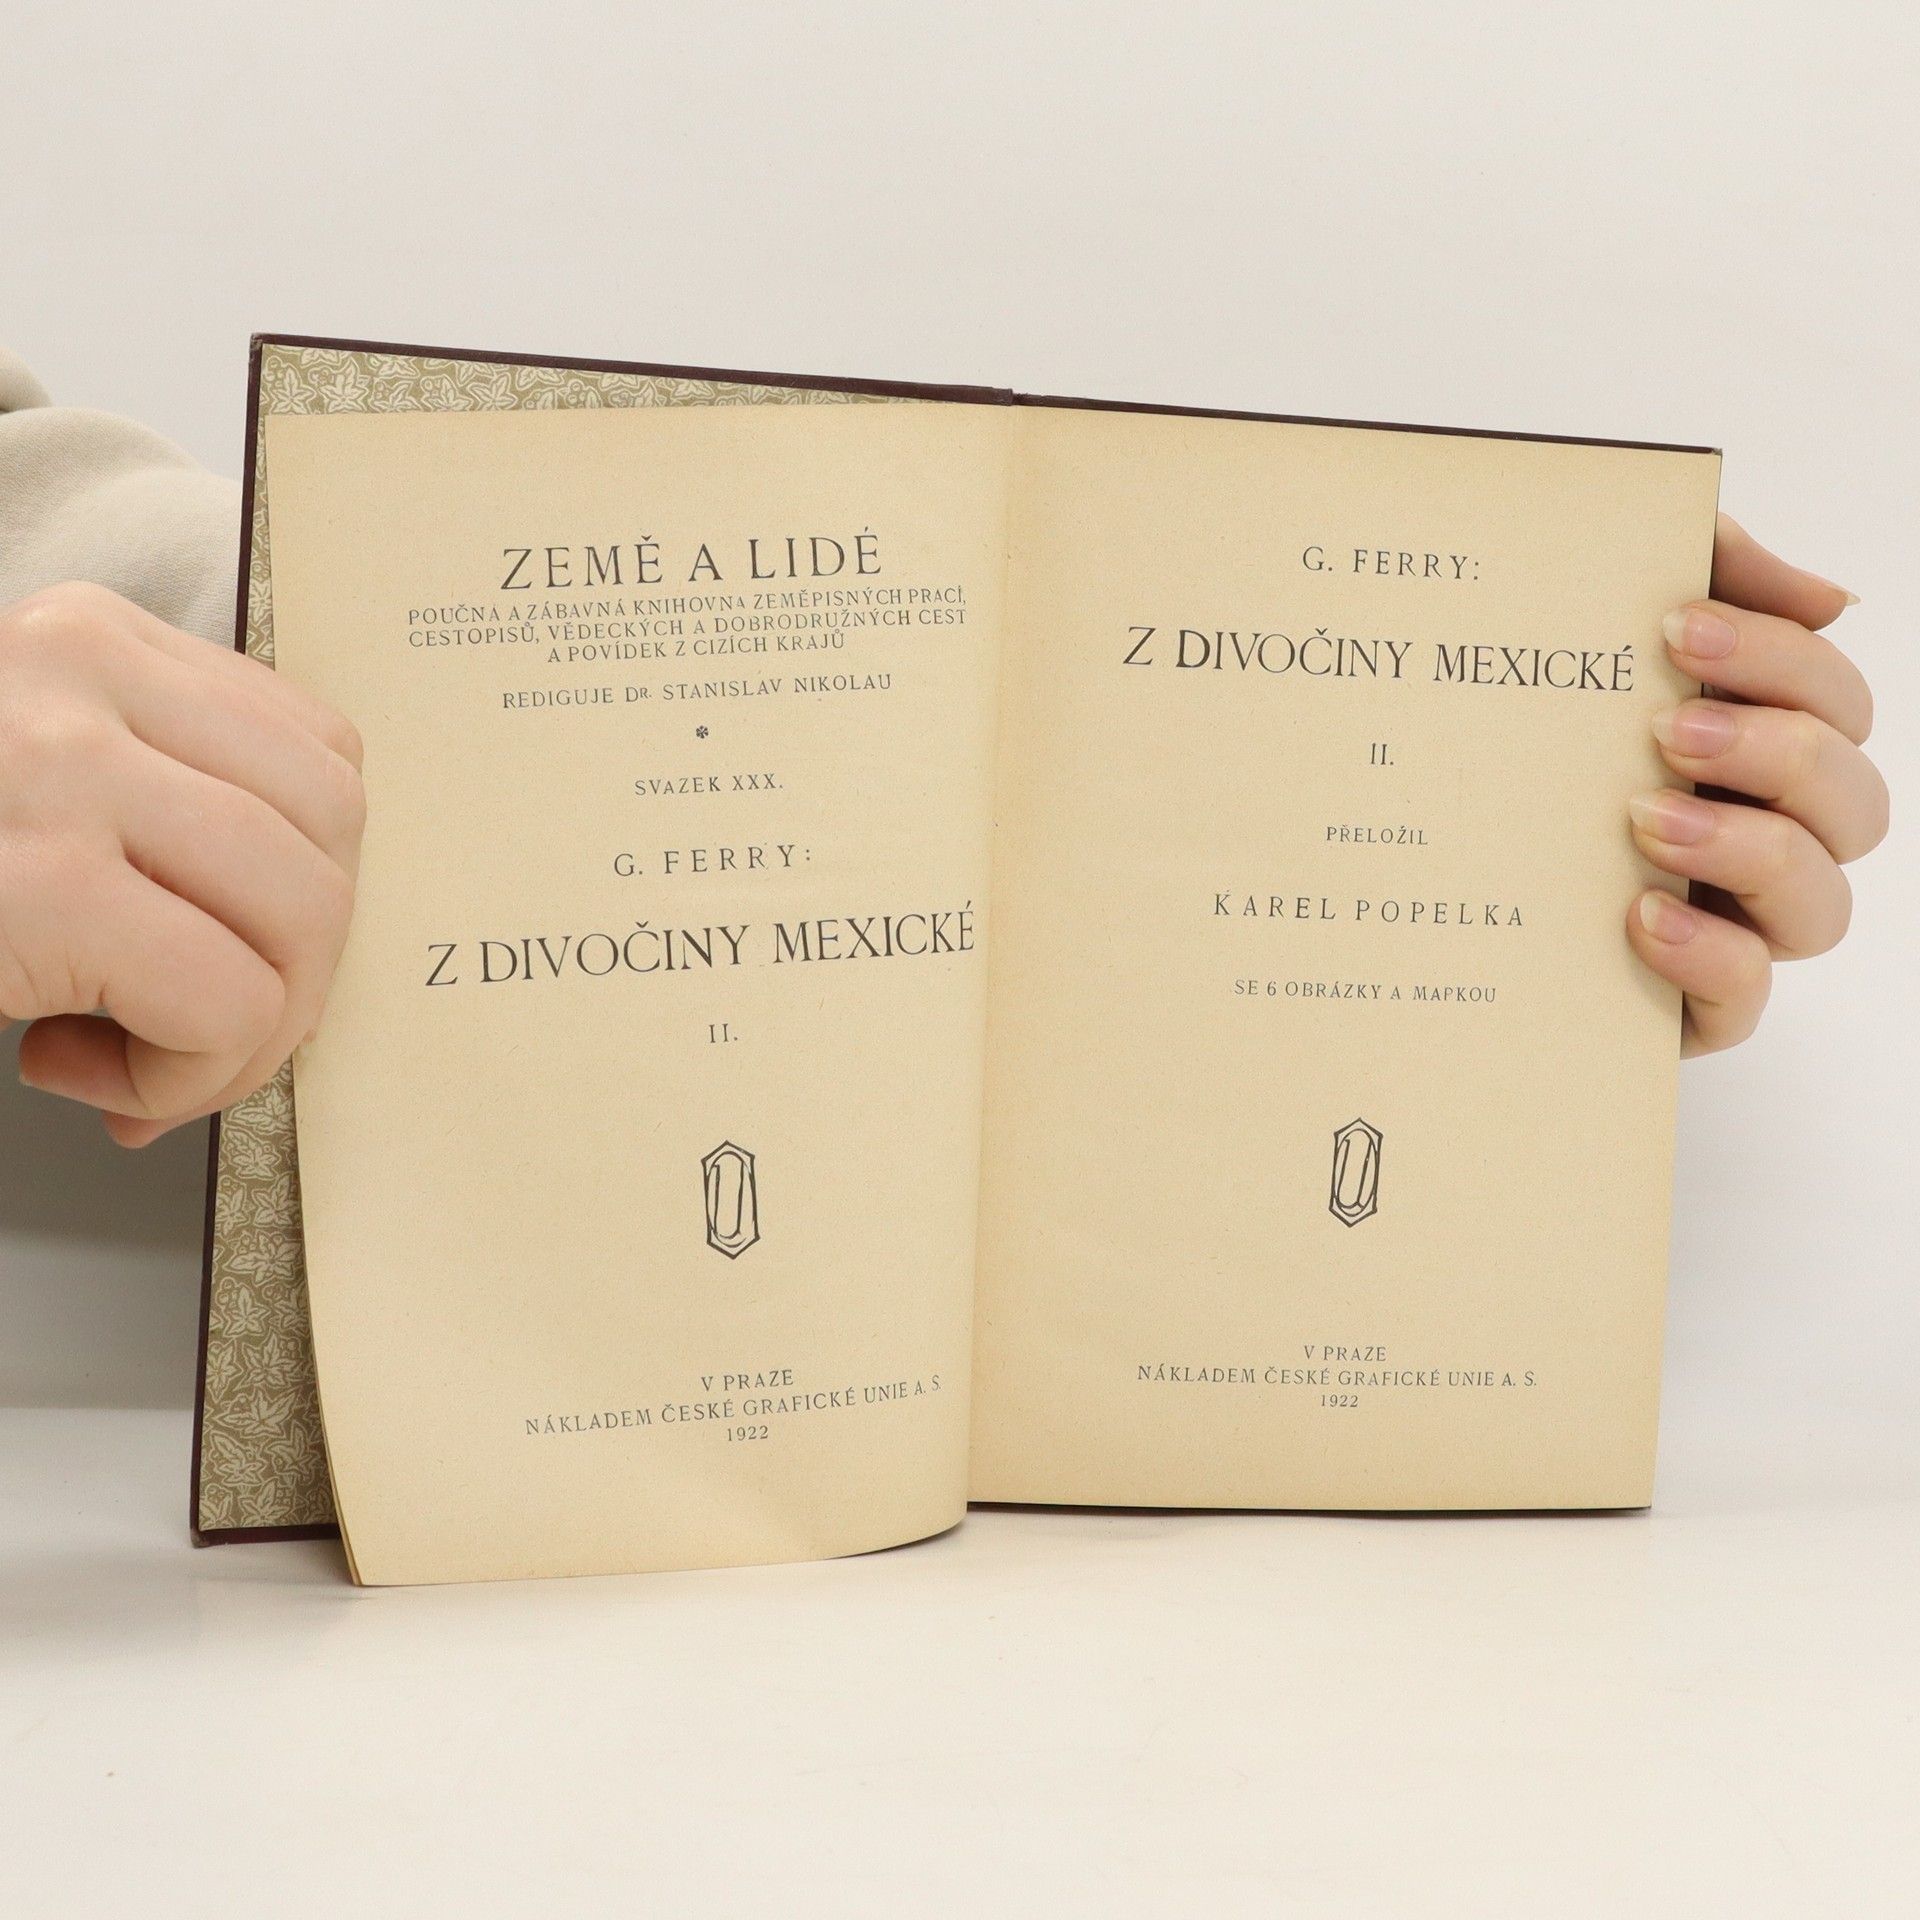 ZEMĚ A LIDÉ
POUČNÁ A ZÁBAVNÁ KNIHOVNA ZEMĚPISNÝCH PRACÍ,
CESTOPISŮ, VĚDECKÝCH A DOBRODRUŽNÝCH CEST
A POVÍDEK Z CIZÍCH KRAJŮ
REDIGUJE DR. STANISLAV NIKOLAU
*
SVAZEK XXX.
G. FERRY:
Z DIVOČINY MEXICKÉ
II.
U
V PRAZE
NÁKLADEM ČESKÉ GRAFICKÉ UNIE A. S.
1922
G. FERRY:
Z DIVOČINY MEXICKÉ
II.
PŘELOŽIL
KAREL POPELKA
SE 6 OBRÁZKY A MAPKOU
U
V PRAZE
NÁKLADEM ČESKÉ GRAFICKÉ UNIE A. S.
1922